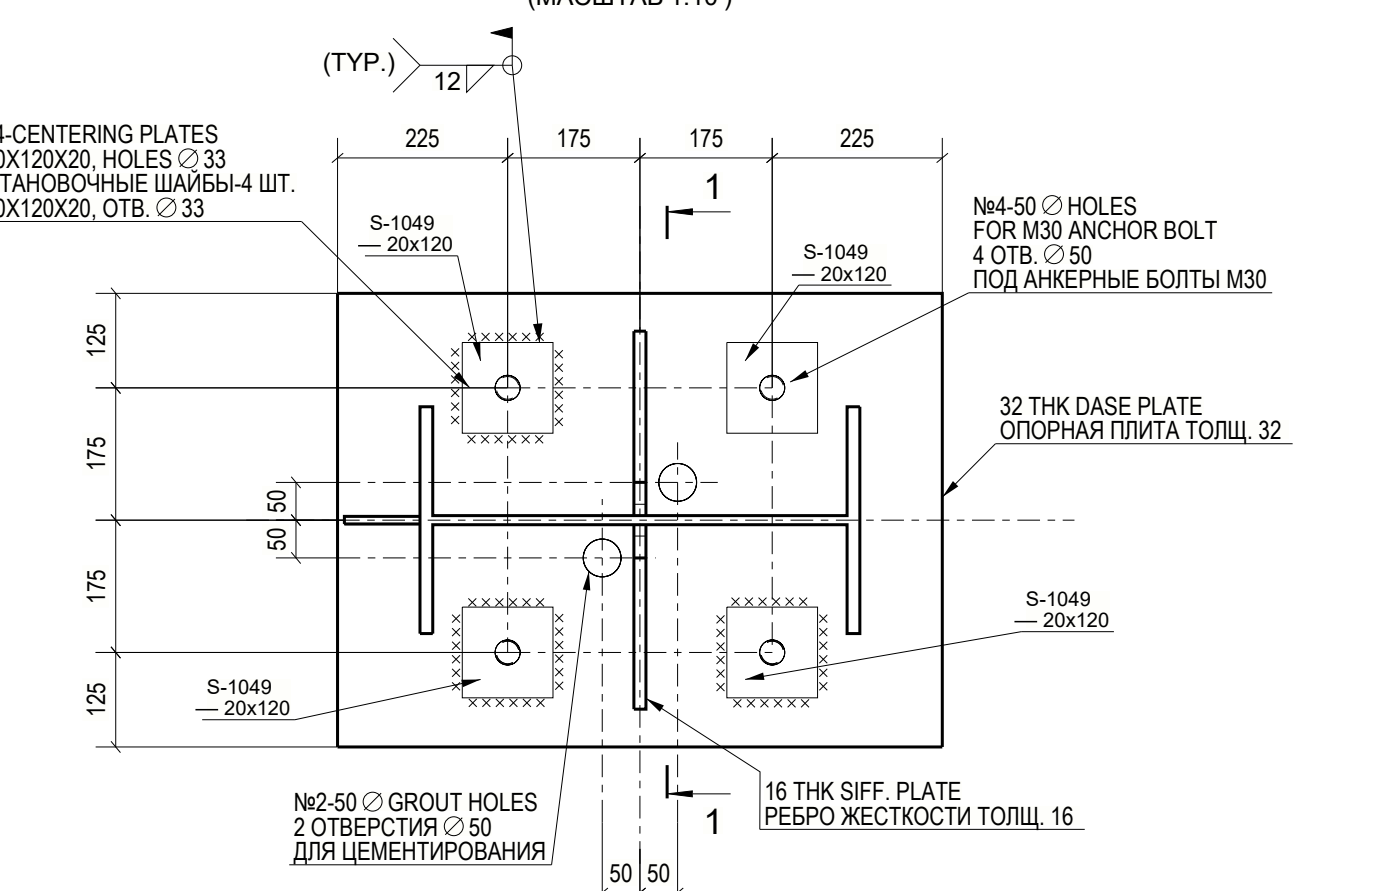 (МАСШТАБ 1:10 )
(TYP.)
12
4-CENTERING PLATES
0X120X20, HOLES ∅ 33
ТАНОВОЧНЫЕ ШАЙБЫ-4 ШТ.
0X120X20, ОТВ. ∅ 33
225 175 175 225
1
S-1049
— 20x120
S-1049
— 20x120
№4-50 ∅ HOLES
FOR M30 ANCHOR BOLT
4 ОТВ. ∅ 50
ПОД АНКЕРНЫЕ БОЛТЫ М30
125
175
50
50
175
125
32 THK DASE PLATE
ОПОРНАЯ ПЛИТА ТОЛЩ. 32
S-1049
— 20x120
S-1049
— 20x120
№2-50 ∅ GROUT HOLES
2 ОТВЕРСТИЯ ∅ 50
ДЛЯ ЦЕМЕНТИРОВАНИЯ
1
16 THK SIFF. PLATE
РЕБРО ЖЕСТКОСТИ ТОЛЩ. 16
50 50